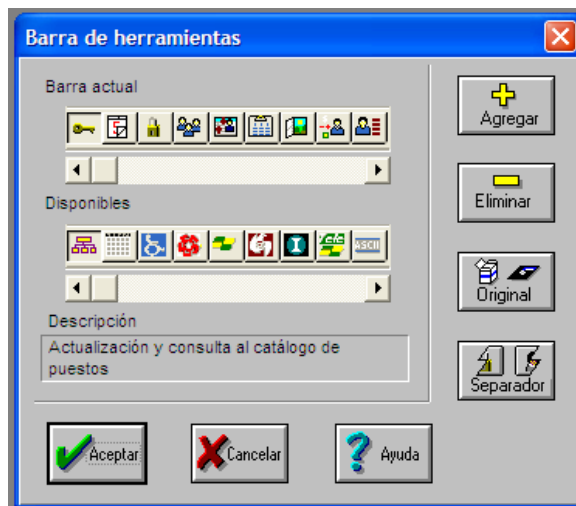 Barra de herramientas
Barra actual
Agregar
Disponibles
Eliminar
ASCII
Original
Descripción
Actualización y consulta al catálogo de
puestos
Separador
Aceptar
Cancelar
Ayuda